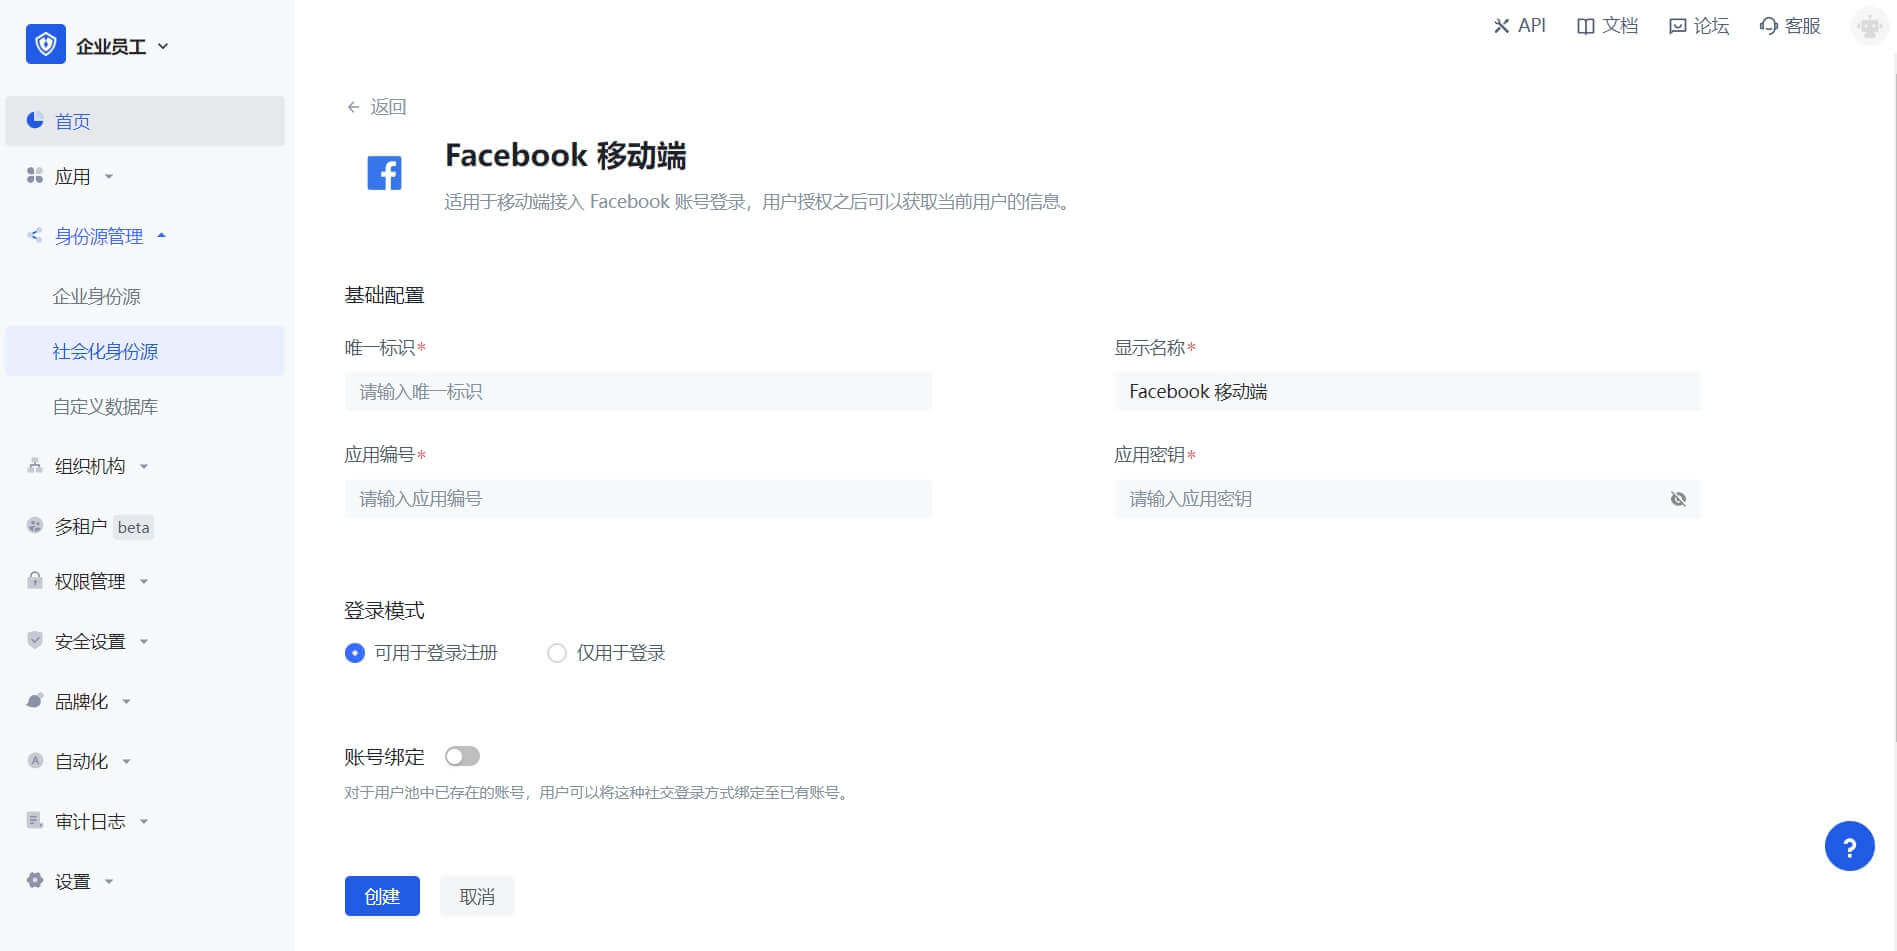 企业员工
API
文档
论坛
客服
首页
应用
身份源管理
企业身份源
社会化身份源
自定义数据库
组织机构
多租户 beta
权限管理
安全设置
品牌化
自动化
审计日志
设置
返回
Facebook 移动端
适用于移动端接入 Facebook 账号登录，用户授权之后可以获取当前用户的信息。
基础配置
唯一标识*
请输入唯一标识
显示名称*
Facebook 移动端
应用编号*
请输入应用编号
应用密钥*
请输入应用密钥
登录模式
可用于登录注册
仅用于登录
账号绑定
对于用户池中已存在的账号，用户可以将这种社交登录方式绑定至已有账号。
创建
取消
?